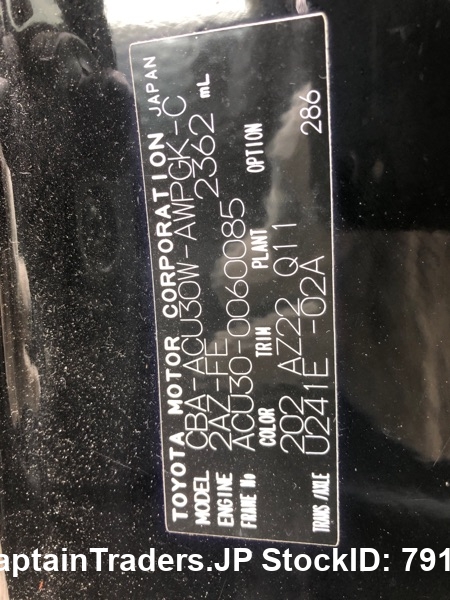 TOYOTA MOTOR CORPORATION JAPAN
MODEL CBA-ACU30W-AWPGK-C
ENGINE 2AZ-FE 2362 mL
FRAME No ACU30-0060085
COLOR TRIM PLANT OPTION
202 AZ22 Q11
TRANS/AXLE U241E -02A 286
aptainTraders.JP StockID: 791